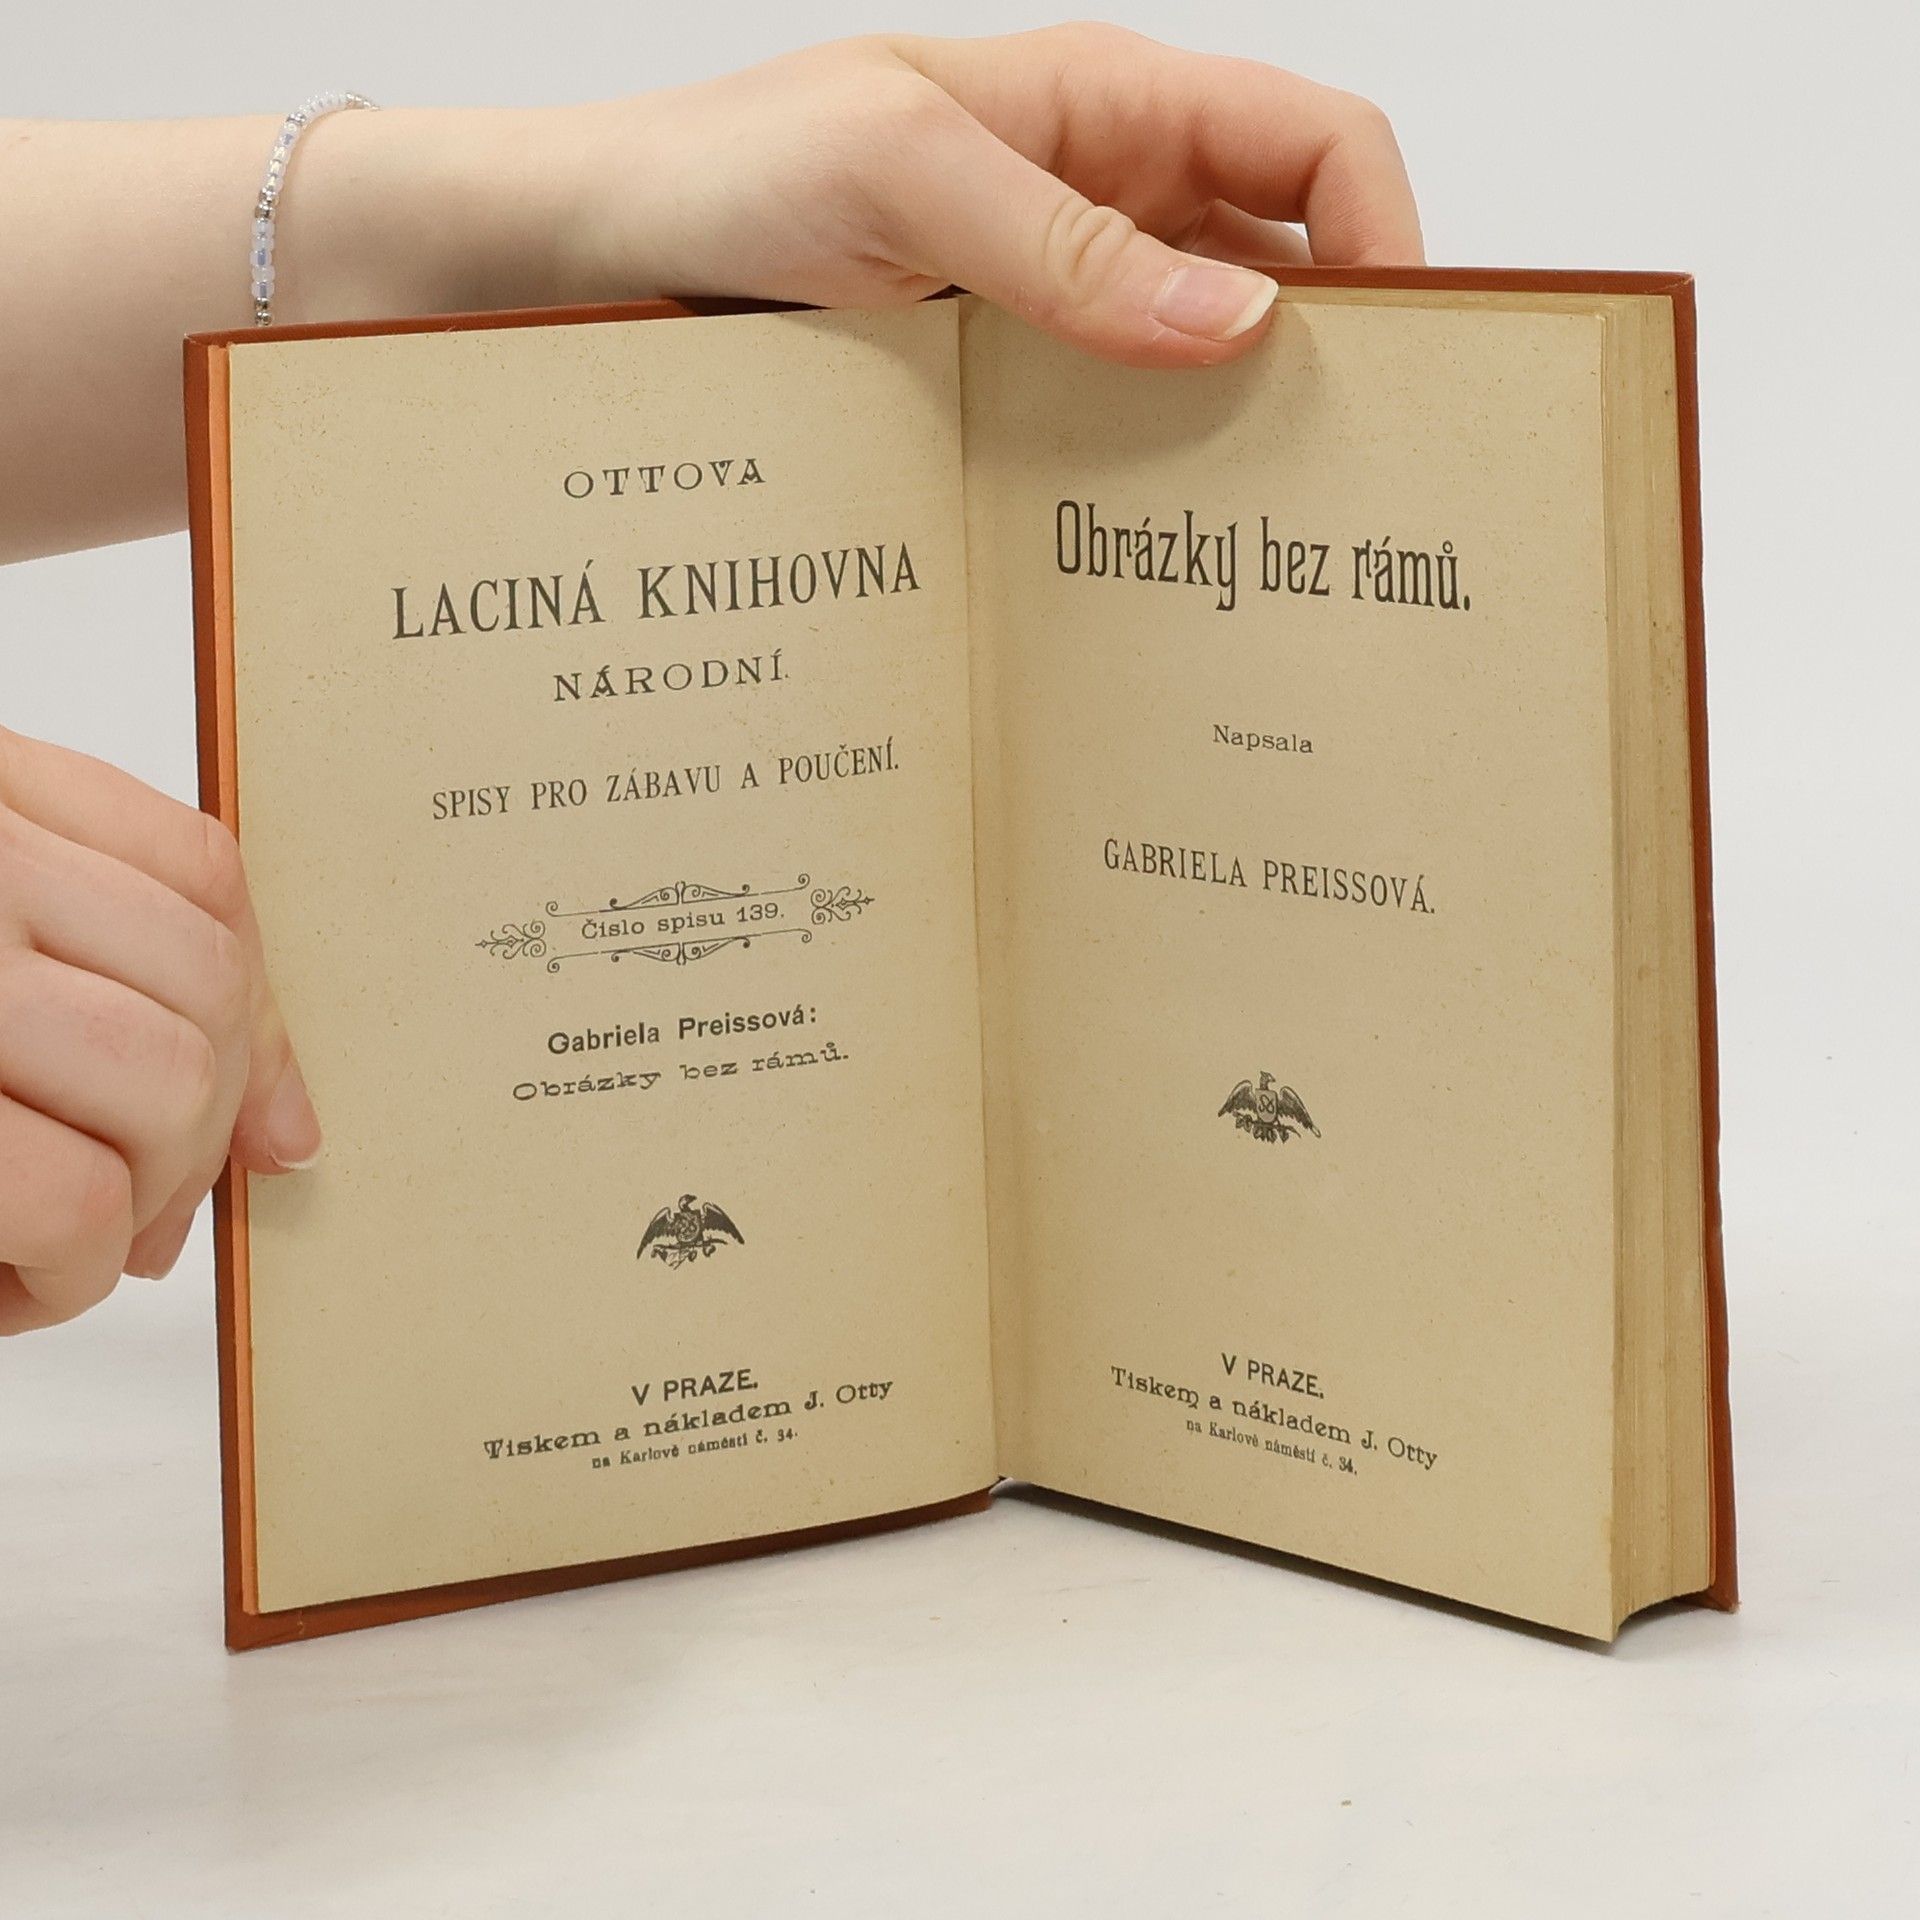 OTTOVA
LACINÁ KNIHOVNA
NÁRODNÍ.
SPISY PRO ZÁBAVU A POUČENÍ.
Číslo spisu 139.
Gabriela Preissová:
Obrázky bez rámů.
V PRAZE.
Tiskem a nákladem J. Otty
na Karlově náměstí č. 34.
Obrázky bez rámů.
Napsala
GABRIELA PREISSOVÁ.
V PRAZE.
Tiskem a nákladem J. Otty
na Karlově náměstí č. 34.